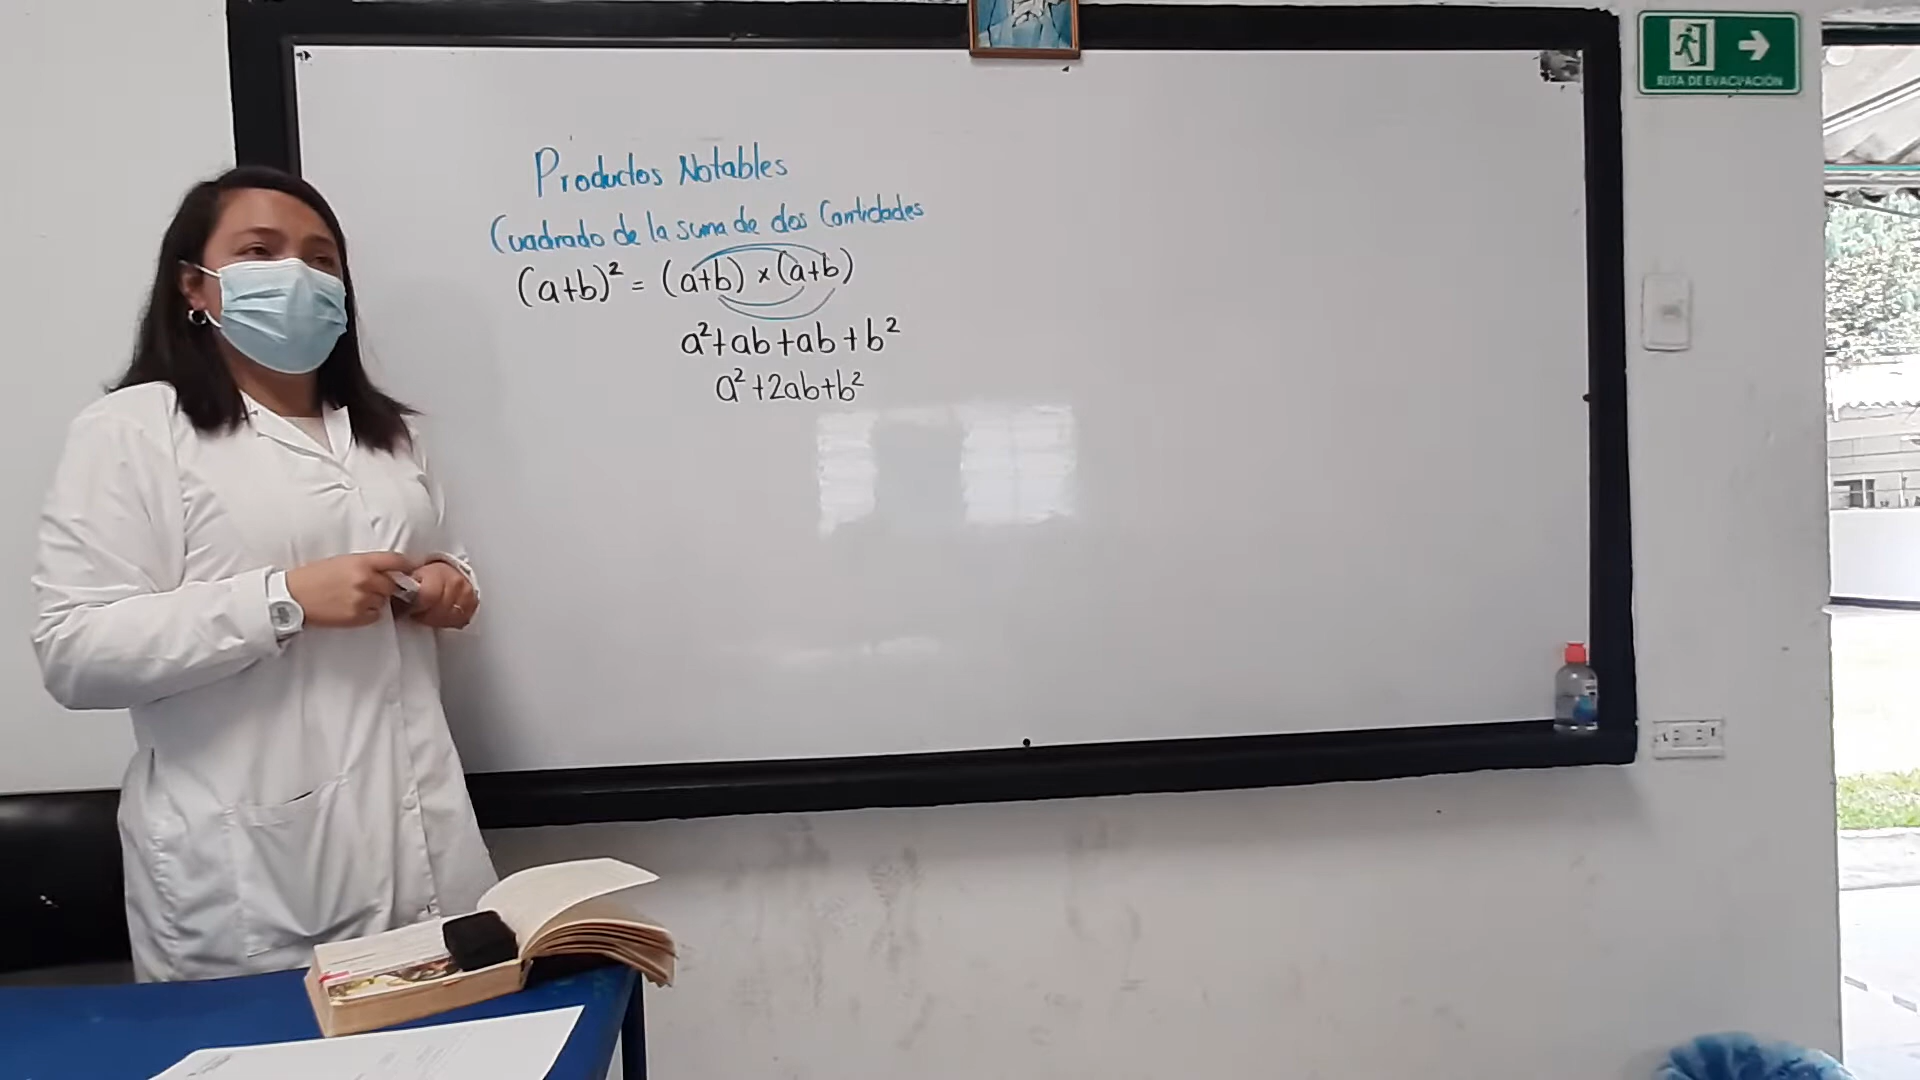 RUTA DE EVACUACIÓN
Productos Notables
Cuadrado de la suma de dos Cantidades
(a+b)² = (a+b) × (a+b)
a²+ab+ab+b²
a²+2ab+b²